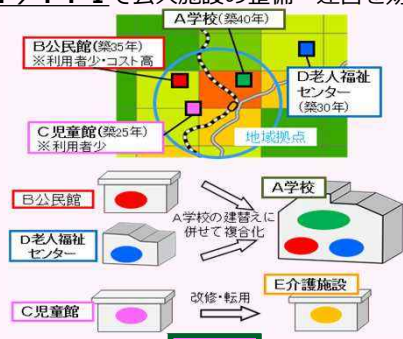 で公共施設の整備・運営を
A学校(築40年)
B公民館(築35年)
※利用者少・コスト高
D老人福祉
センター
(築30年)
C児童館(築25年)
※利用者少
地域拠点
B公民館
A学校
A学校の建替えに
併せて複合化
D老人福祉
センター
改修・転用
E介護施設
C児童館